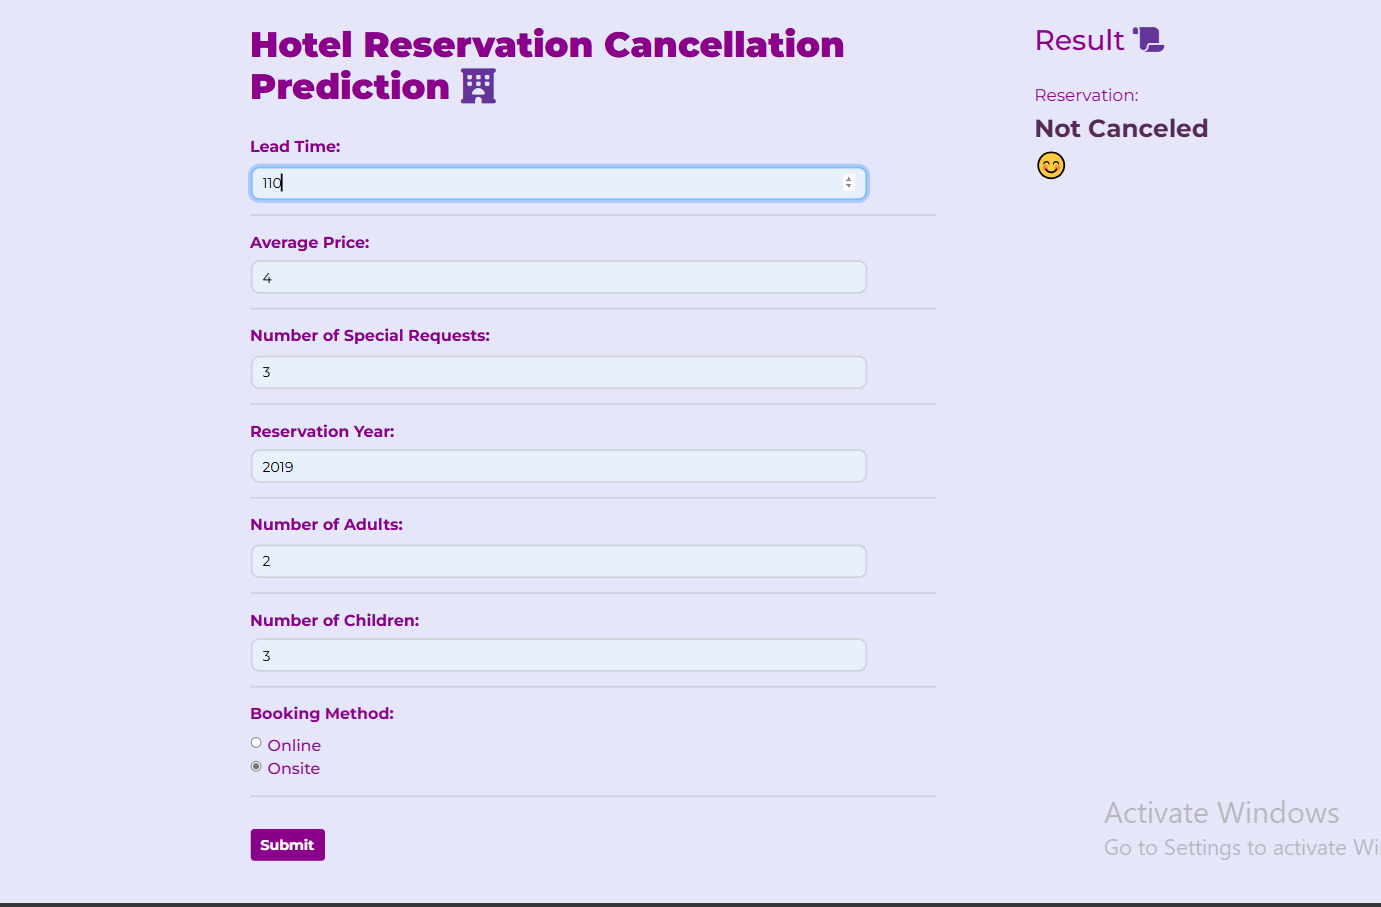 Hotel Reservation Cancellation
Prediction
Lead Time:
110
Average Price:
4
Number of Special Requests:
3
Reservation Year:
2019
Number of Adults:
2
Number of Children:
3
Booking Method:
Online
Onsite
Submit
Result
Reservation:
Not Canceled
Activate Windows
Go to Settings to activate Wi